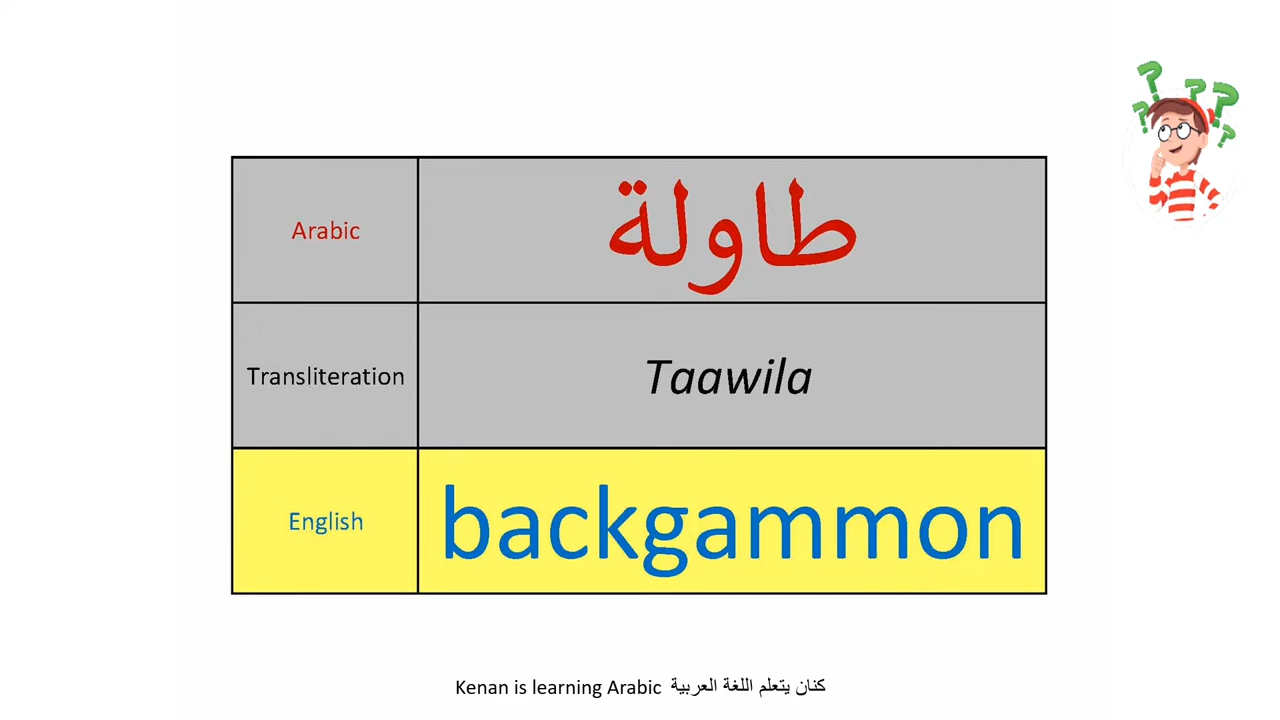 Arabic طاولة
Transliteration Taawila
English backgammon
Kenan is learning Arabic كنان يتعلم اللغة العربية